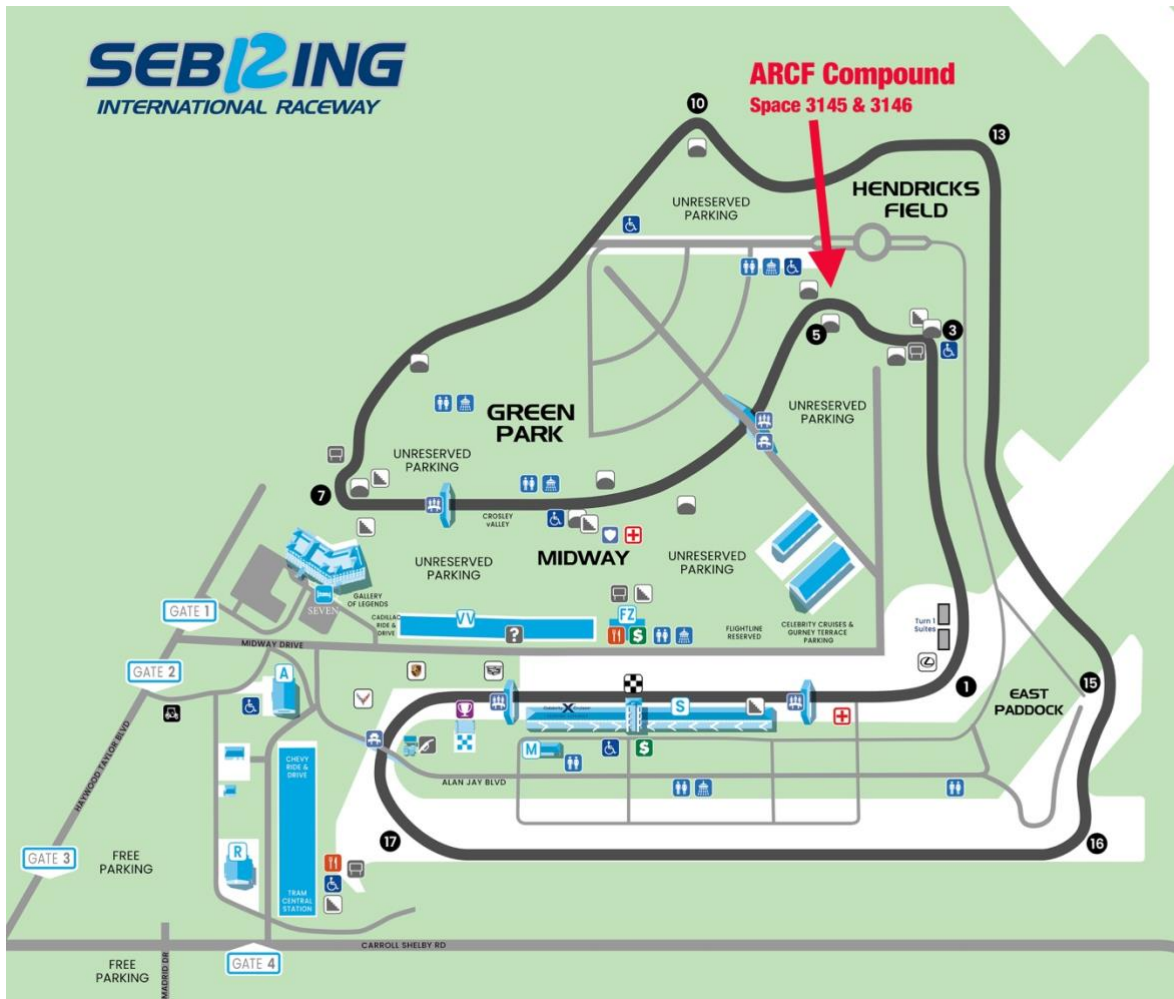 SEB12ING
INTERNATIONAL RACEWAY
ARCF Compound
Space 3145 & 3146
10
13
HENDRICKS
FIELD
UNRESERVED
PARKING
5
3
GREEN
PARK
UNRESERVED
PARKING
UNRESERVED
PARKING
7
CROSLEY
vALLEY
MIDWAY
UNRESERVED
PARKING
UNRESERVED
PARKING
GALLERY
OF LEGENDS
SEVEN
GATE 1
CADILLAC
RIDE &
DRIVE
VV
?
FZ
$
FLIGHTLINE
RESERVED
CELEBRITY CRUISES &
GURNEY TERRACE
PARKING
Turn 1
Suites
MIDWAY DRIVE
GATE 2
A
1
15
EAST
PADDOCK
Celebrity X Cruises
S
M
$
HAYWOOD TAYLOR BLVD
CHEVY
RIDE &
DRIVE
ALAN JAY BLVD
17
16
GATE 3
FREE
PARKING
R
TRAM
CENTRAL
STATION
CARROLL SHELBY RD
GATE 4
FREE
PARKING
MADRID DR